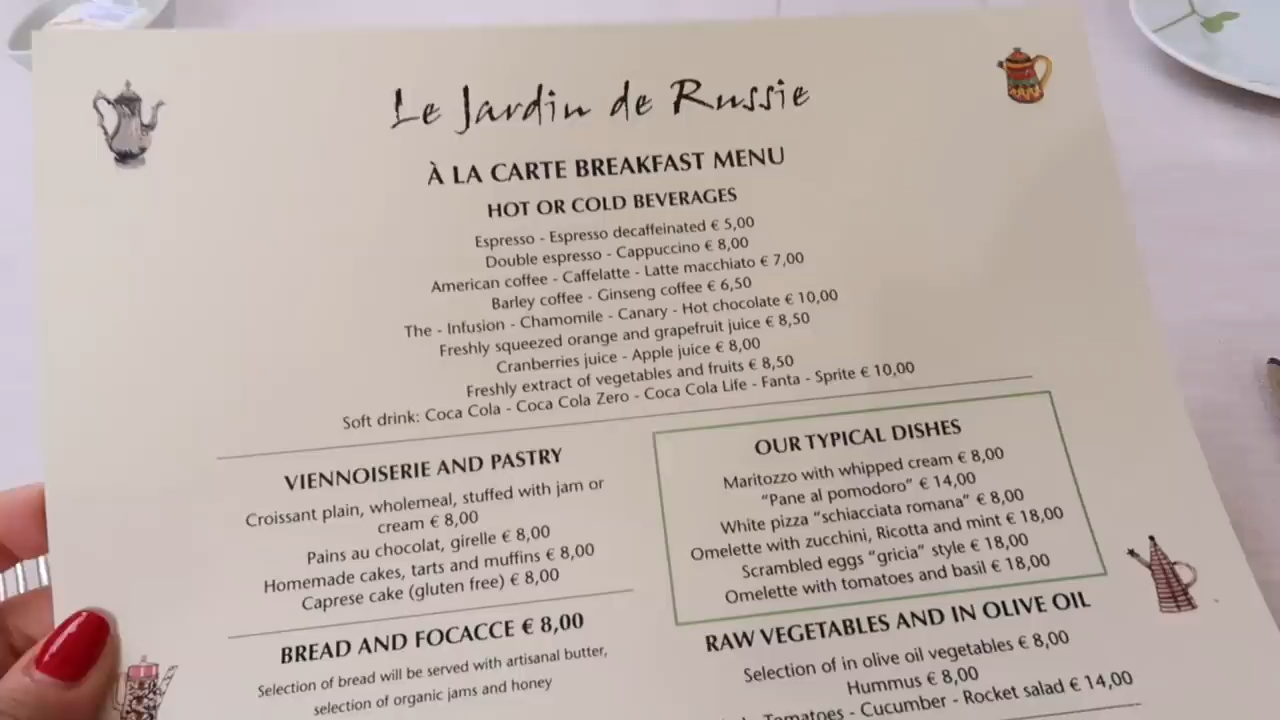 Le Jardin de Russie
À LA CARTE BREAKFAST MENU
HOT OR COLD BEVERAGES
Espresso - Espresso decaffeinated € 5,00
Double espresso - Cappuccino € 8,00
American coffee - Caffelatte - Latte macchiato € 7,00
Barley coffee - Ginseng coffee € 6,50
The - Infusion - Chamomile - Canary - Hot chocolate € 10,00
Freshly squeezed orange and grapefruit juice € 8,50
Cranberries juice - Apple juice € 8,00
Freshly extract of vegetables and fruits € 8,50
Soft drink: Coca Cola - Coca Cola Zero - Coca Cola Life - Fanta - Sprite € 10,00
VIENNOISERIE AND PASTRY
Croissant plain, wholemeal, stuffed with jam or
cream € 8,00
Pains au chocolat, girelle € 8,00
Homemade cakes, tarts and muffins € 8,00
Caprese cake (gluten free) € 8,00
BREAD AND FOCACCE € 8,00
Selection of bread will be served with artisanal butter,
selection of organic jams and honey
OUR TYPICAL DISHES
Maritozzo with whipped cream € 8,00
“Pane al pomodoro” € 14,00
White pizza “schiacciata romana” € 8,00
Omelette with zucchini, Ricotta and mint € 18,00
Scrambled eggs “gricia” style € 18,00
Omelette with tomatoes and basil € 18,00
RAW VEGETABLES AND IN OLIVE OIL
Selection of in olive oil vegetables € 8,00
Hummus € 8,00
Tomatoes - Cucumber - Rocket salad € 14,00